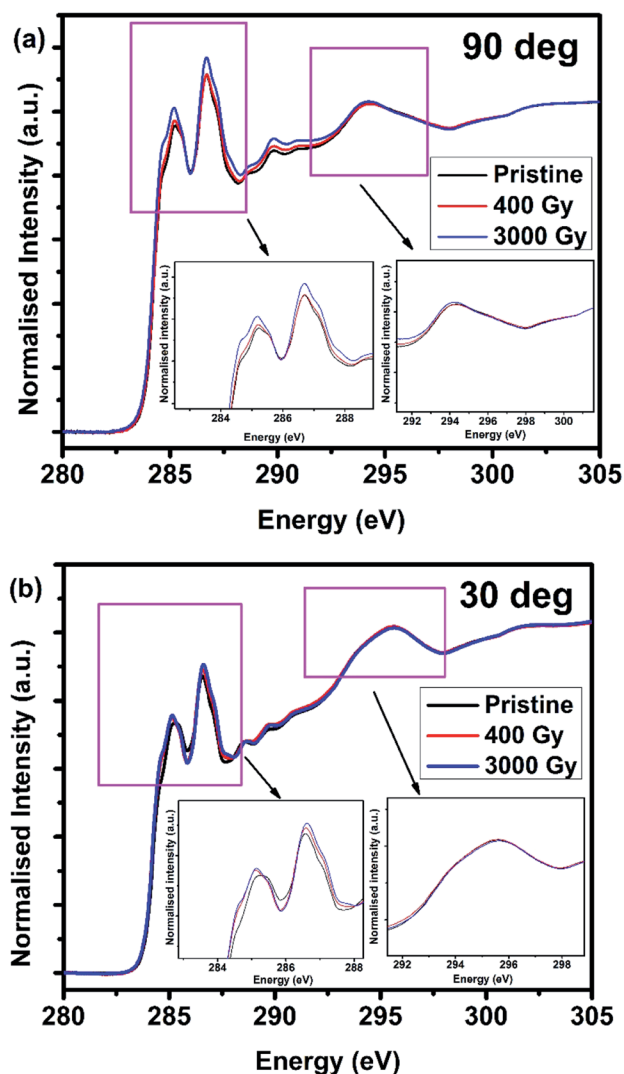 (a)
90 deg
Normalised Intensity (a.u.)
Pristine
400 Gy
3000 Gy
Normalised intensity (a.u.)
284 286 288
Energy (eV)
Normalised intensity (a.u.)
292 294 296 298 300
Energy (eV)
280 285 290 295 300 305
Energy (eV)
(b)
30 deg
Normalised Intensity (a.u.)
Pristine
400 Gy
3000 Gy
Normalised intensity (a.u.)
284 286 288
Energy (eV)
Normalised intensity (a.u.)
292 294 296 298
Energy (eV)
280 285 290 295 300 305
Energy (eV)